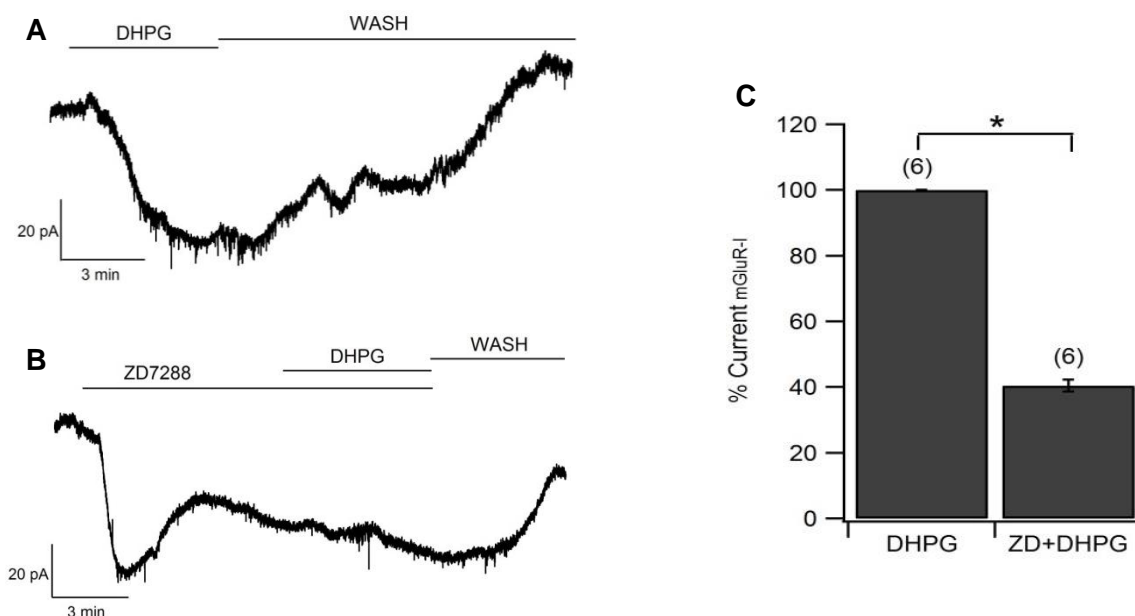 A
DHPG
WASH
20 pA
3 min
B
ZD7288
DHPG
WASH
20 pA
3 min
C
% Current mGluR-I
120
100
80
60
40
20
0
*
(6)
(6)
DHPG
ZD+DHPG